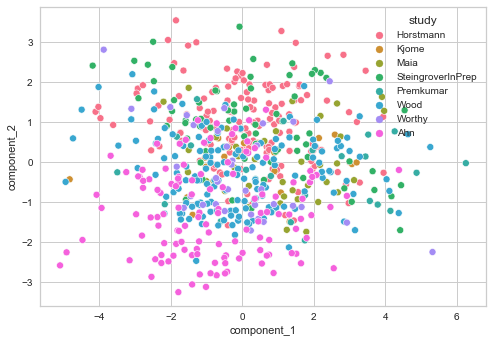 study
Horstmann
Kjome
Maia
SteingroverInPrep
Premkumar
Wood
Worthy
Ahn
component_2
3
2
1
0
−1
−2
−3
−4
−2
0
2
4
6
component_1